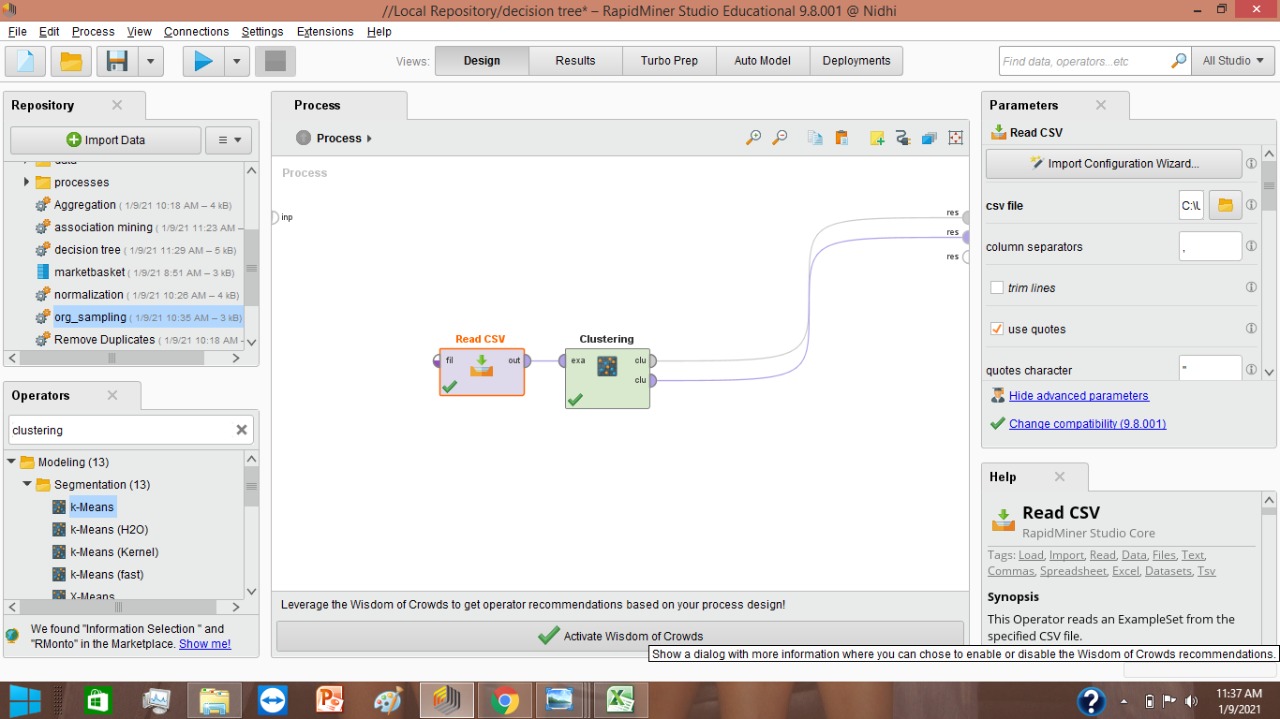 //Local Repository/decision tree* – RapidMiner Studio Educational 9.8.001 @ Nidhi
File Edit Process View Connections Settings Extensions Help
Views: Design Results Turbo Prep Auto Model Deployments
Find data, operators...etc
All Studio
Repository
Import Data
processes
Aggregation ( 1/9/21 10:18 AM – 4 kB)
association mining ( 1/9/21 11:23 AM –
decision tree ( 1/9/21 11:29 AM – 5 kB)
marketbasket ( 1/9/21 8:51 AM – 3 kB)
normalization ( 1/9/21 10:26 AM – 4 kB)
org_sampling ( 1/9/21 10:35 AM – 3 kB)
Remove Duplicates ( 1/9/21 10:18 AM -
Operators
clustering
Modeling (13)
Segmentation (13)
k-Means
k-Means (H2O)
k-Means (Kernel)
k-Means (fast)
X-Means
We found "Information Selection " and
"RMonto" in the Marketplace. Show me!
Process
Process
Process
inp
res
res
res
Read CSV
fil
out
Clustering
exa
clu
clu
Leverage the Wisdom of Crowds to get operator recommendations based on your process design!
Activate Wisdom of Crowds
Show a dialog with more information where you can chose to enable or disable the Wisdom of Crowds recommendations.
Parameters
Read CSV
Import Configuration Wizard...
csv file
C:\L
column separators
,
trim lines
use quotes
quotes character
"
Hide advanced parameters
Change compatibility (9.8.001)
Help
Read CSV
RapidMiner Studio Core
Tags: Load, Import, Read, Data, Files, Text,
Commas, Spreadsheet, Excel, Datasets, Tsv
Synopsis
This Operator reads an ExampleSet from the
specified CSV file.
11:37 AM
1/9/2021